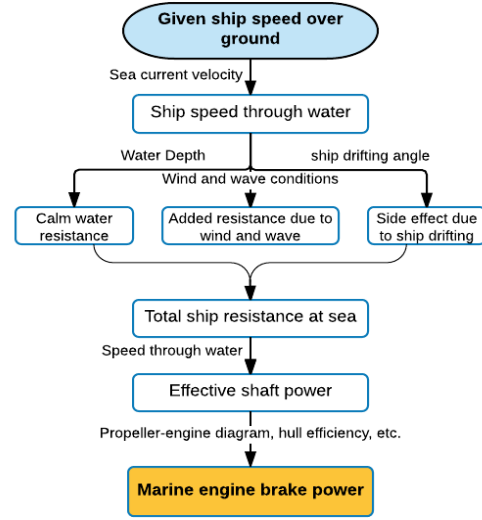 Given ship speed over
ground
Sea current velocity
Ship speed through water
Water Depth
ship drifting angle
Wind and wave conditions
Calm water
resistance
Added resistance due to
wind and wave
Side effect due
to ship drifting
Total ship resistance at sea
Speed through water
Effective shaft power
Propeller-engine diagram, hull efficiency, etc.
Marine engine brake power